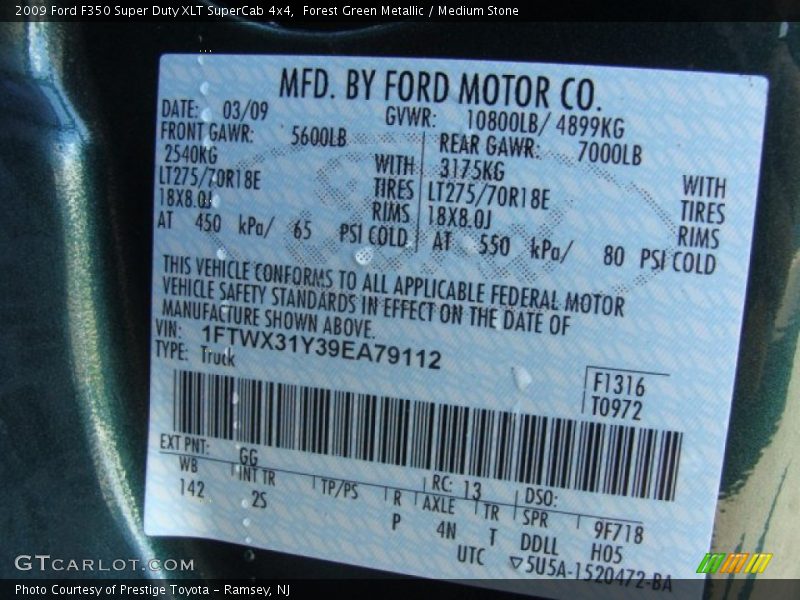 2009 Ford F350 Super Duty XLT SuperCab 4x4,  Forest Green Metallic / Medium Stone
MFD. BY FORD MOTOR CO.
DATE: 03/09 GVWR: 10800LB/ 4899KG
FRONT GAWR: 5600LB REAR GAWR: 7000LB
2540KG WITH 3175KG WITH
LT275/70R18E TIRES LT275/70R18E TIRES
18X8.0J RIMS 18X8.0J RIMS
AT 450 kPa/ 65 PSI COLD AT 550 kPa/ 80 PSI COLD
THIS VEHICLE CONFORMS TO ALL APPLICABLE FEDERAL MOTOR
VEHICLE SAFETY STANDARDS IN EFFECT ON THE DATE OF
MANUFACTURE SHOWN ABOVE.
VIN: 1FTWX31Y39EA79112
TYPE: Truck
F1316
T0972
EXT PNT: GG RC: 13 DSO:
WB INT TR TP/PS R AXLE TR SPR 9F718
142 2S P 4N T DDLL H05
UTC ▽5U5A-1520472-BA
GTCARLOT.COM
Photo Courtesy of Prestige Toyota - Ramsey, NJ